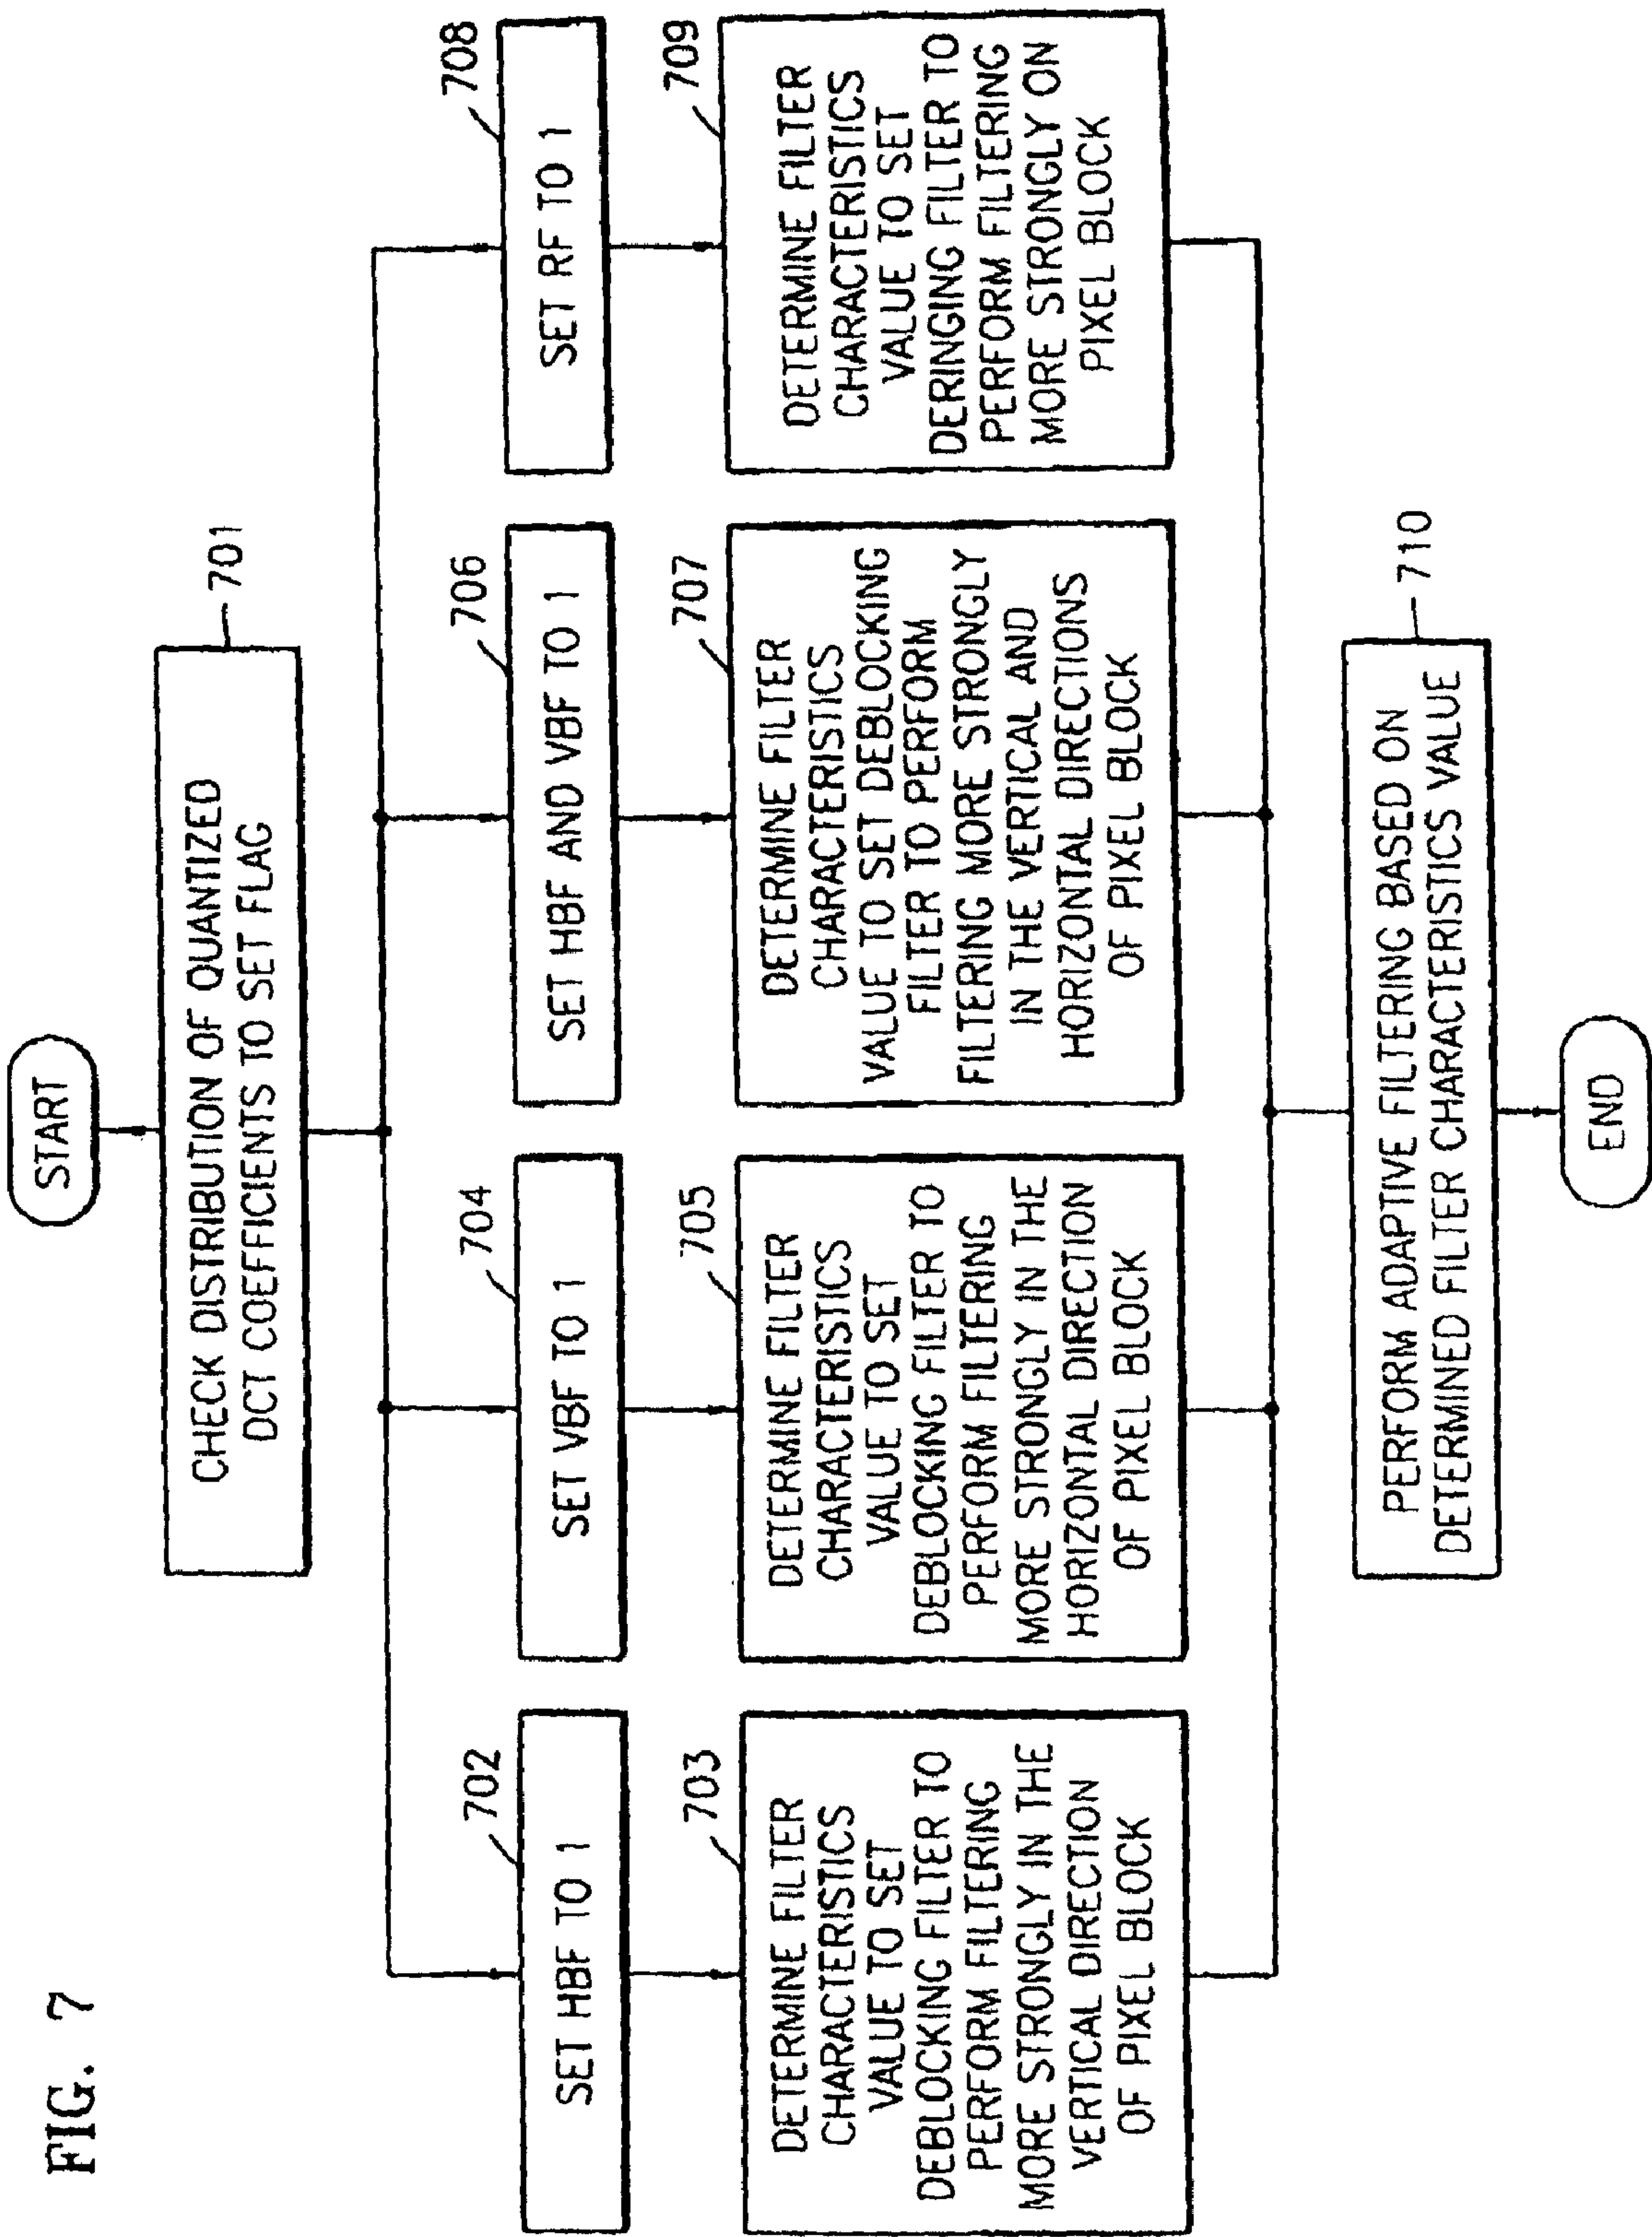 FIG. 7
START
CHECK DISTRIBUTION OF QUANTIZED
DCT COEFFICIENTS TO SET FLAG
701
702
SET HBF TO 1
703
DETERMINE FILTER
CHARACTERISTICS
VALUE TO SET
DEBLOCKING FILTER TO
PERFORM FILTERING
MORE STRONGLY IN THE
VERTICAL DIRECTION
OF PIXEL BLOCK
704
SET VBF TO 1
705
DETERMINE FILTER
CHARACTERISTICS
VALUE TO SET
DEBLOCKING FILTER TO
PERFORM FILTERING
MORE STRONGLY IN THE
HORIZONTAL DIRECTION
OF PIXEL BLOCK
706
SET HBF AND VBF TO 1
707
DETERMINE FILTER
CHARACTERISTICS
VALUE TO SET DEBLOCKING
FILTER TO PERFORM
FILTERING MORE STRONGLY
IN THE VERTICAL AND
HORIZONTAL DIRECTIONS
OF PIXEL BLOCK
708
SET RF TO 1
709
DETERMINE FILTER
CHARACTERISTICS
VALUE TO SET
DERINGING FILTER TO
PERFORM FILTERING
MORE STRONGLY ON
PIXEL BLOCK
710
PERFORM ADAPTIVE FILTERING BASED ON
DETERMINED FILTER CHARACTERISTICS VALUE
END